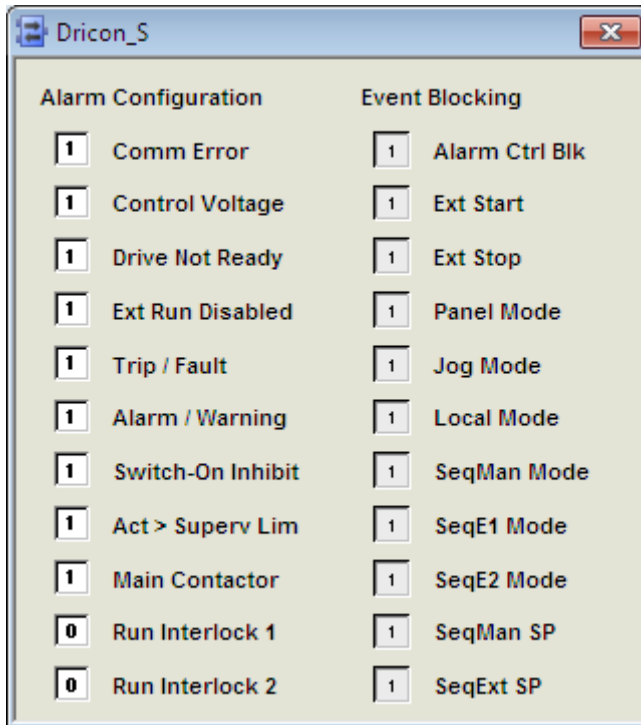 Dricon_S
Alarm Configuration Event Blocking
1 Comm Error 1 Alarm Ctrl Blk
1 Control Voltage 1 Ext Start
1 Drive Not Ready 1 Ext Stop
1 Ext Run Disabled 1 Panel Mode
1 Trip / Fault 1 Jog Mode
1 Alarm / Warning 1 Local Mode
1 Switch-On Inhibit 1 SeqMan Mode
1 Act > Superv Lim 1 SeqE1 Mode
1 Main Contactor 1 SeqE2 Mode
0 Run Interlock 1 1 SeqMan SP
0 Run Interlock 2 1 SeqExt SP